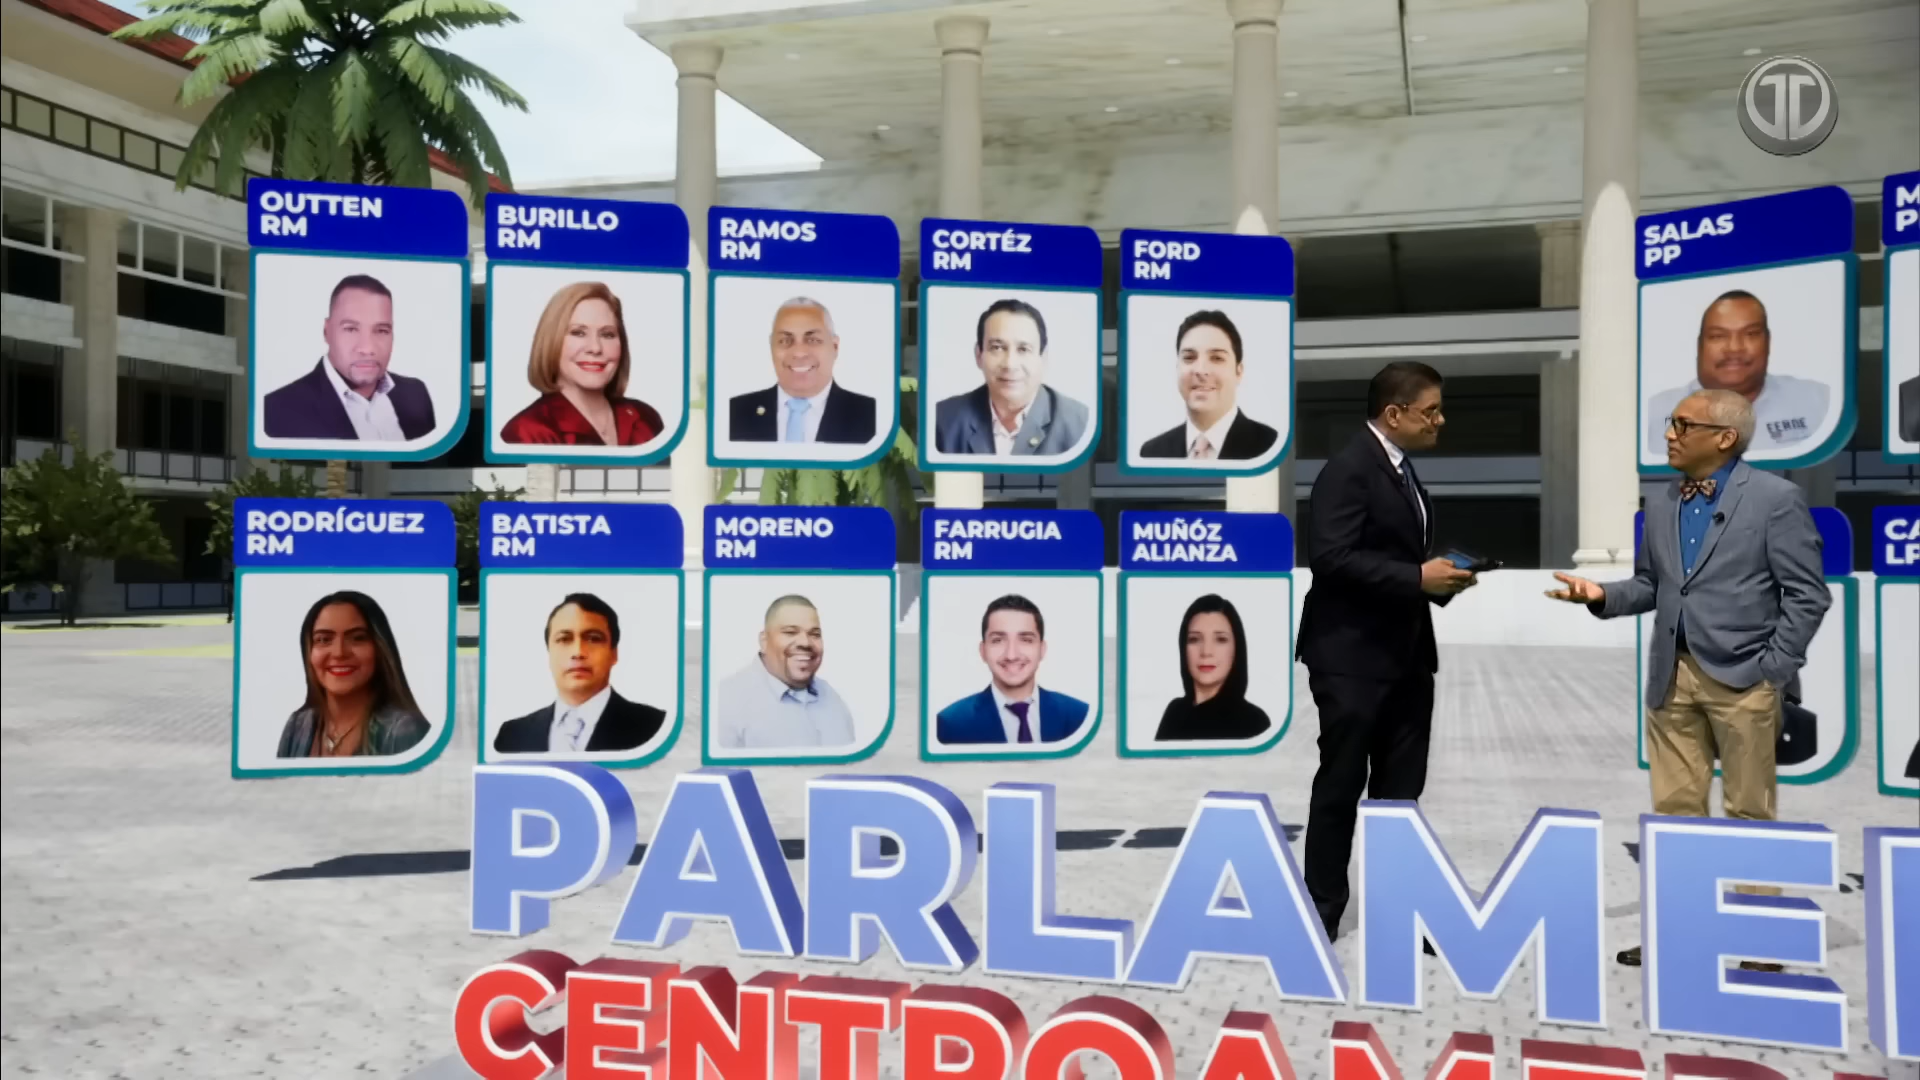 OUTTEN
RM
BURILLO
RM
RAMOS
RM
CORTÉZ
RM
FORD
RM
SALAS
PP
RODRÍGUEZ
RM
BATISTA
RM
MORENO
RM
FARRUGIA
RM
MUÑÓZ
ALIANZA
PARLAME
CENTROAME